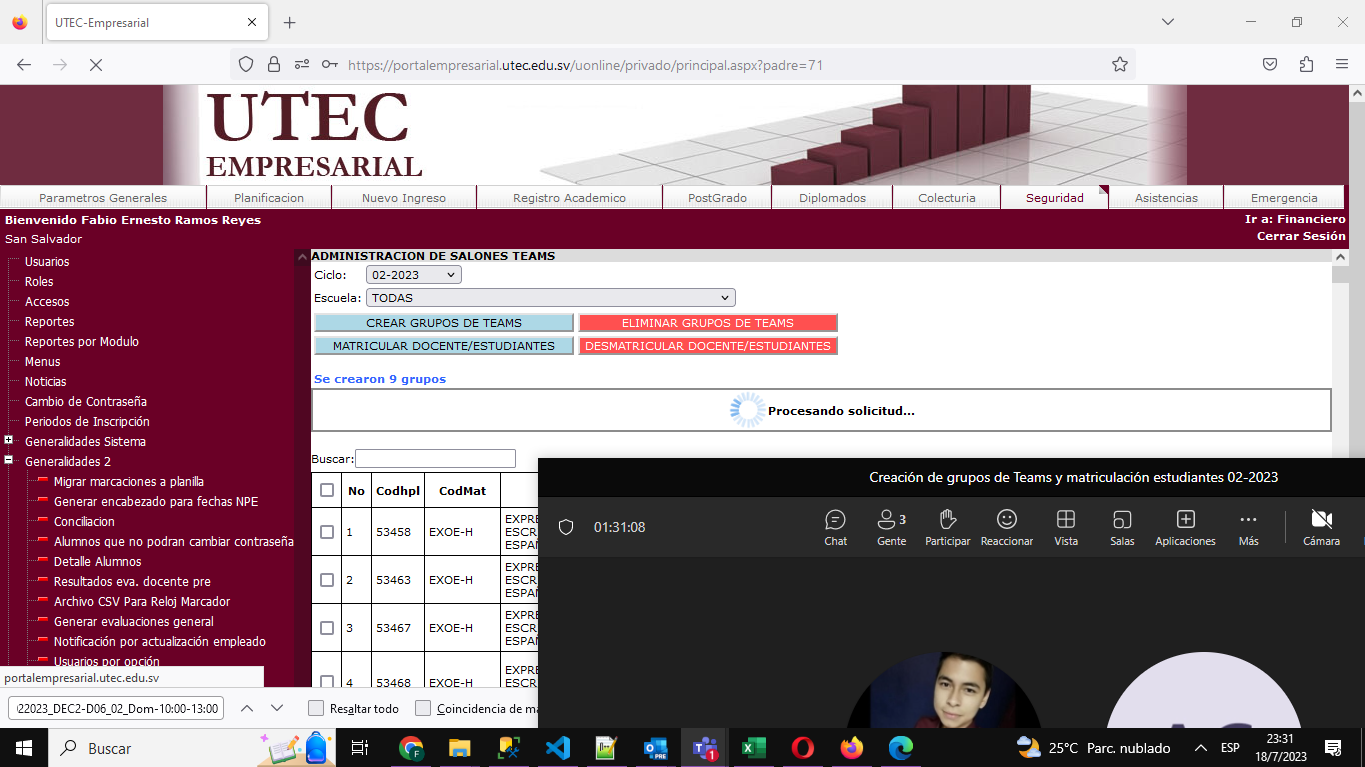 UTEC-Empresarial
https://portalempresarial.utec.edu.sv/uonline/privado/principal.aspx?padre=71
UTEC
EMPRESARIAL
Parametros Generales
Planificacion
Nuevo Ingreso
Registro Academico
PostGrado
Diplomados
Colecturia
Seguridad
Asistencias
Emergencia
Bienvenido Fabio Ernesto Ramos Reyes
Ir a: Financiero
San Salvador
Cerrar Sesión
Usuarios
Roles
Accesos
Reportes
Reportes por Modulo
Menus
Noticias
Cambio de Contraseña
Periodos de Inscripción
Generalidades Sistema
Generalidades 2
Migrar marcaciones a planilla
Generar encabezado para fechas NPE
Conciliacion
Alumnos que no podran cambiar contraseña
Detalle Alumnos
Resultados eva. docente pre
Archivo CSV Para Reloj Marcador
Generar evaluaciones general
Notificación por actualización empleado
Usuarios por opción
portalempresarial.utec.edu.sv
ADMINISTRACION DE SALONES TEAMS
Ciclo: 02-2023
Escuela: TODAS
CREAR GRUPOS DE TEAMS
ELIMINAR GRUPOS DE TEAMS
MATRICULAR DOCENTE/ESTUDIANTES
DESMATRICULAR DOCENTE/ESTUDIANTES
Se crearon 9 grupos
Procesando solicitud...
Buscar:
No Codhpl CodMat
1 53458 EXOE-H EXPRE
ESCR
ESPAÑ
2 53463 EXOE-H EXPRE
ESCR
ESPAÑ
3 53467 EXOE-H EXPRE
ESCR
ESPAÑ
4 53468 EXOE-H EXPRE
ESCR
Creación de grupos de Teams y matriculación estudiantes 02-2023
01:31:08
3
Chat
Gente
Participar
Reaccionar
Vista
Salas
Aplicaciones
Más
Cámara
22023_DEC2-D06_02_Dom-10:00-13:00
Resaltar todo
Coincidencia de ma
Buscar
PRE
1
25°C Parc. nublado
ESP
23:31
18/7/2023